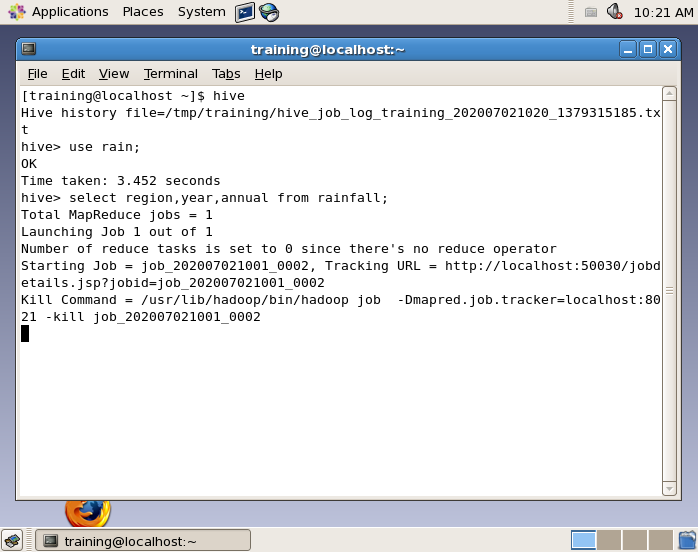 Applications Places System 10:21 AM
training@localhost:~
File Edit View Terminal Tabs Help
[training@localhost ~]$ hive
Hive history file=/tmp/training/hive_job_log_training_202007021020_1379315185.tx
t
hive> use rain;
OK
Time taken: 3.452 seconds
hive> select region,year,annual from rainfall;
Total MapReduce jobs = 1
Launching Job 1 out of 1
Number of reduce tasks is set to 0 since there's no reduce operator
Starting Job = job_202007021001_0002, Tracking URL = http://localhost:50030/jobd
etails.jsp?jobid=job_202007021001_0002
Kill Command = /usr/lib/hadoop/bin/hadoop job  -Dmapred.job.tracker=localhost:80
21 -kill job_202007021001_0002
training@localhost:~